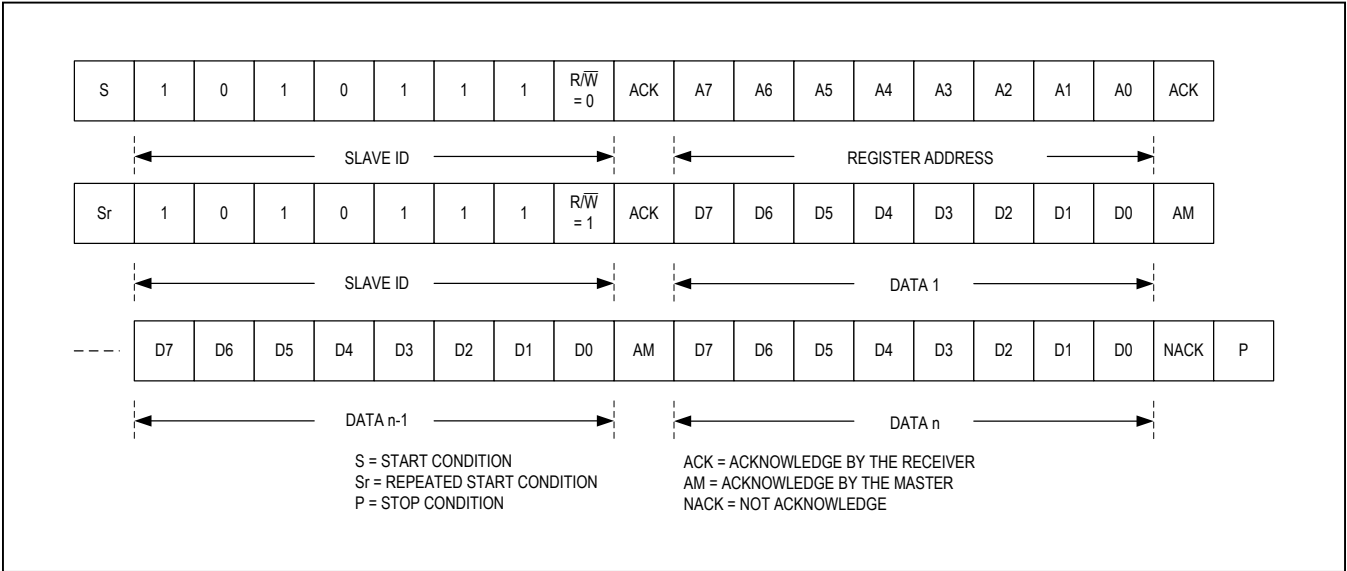 S 1 0 1 0 1 1 1 R/W̅ = 0 ACK A7 A6 A5 A4 A3 A2 A1 A0 ACK
SLAVE ID REGISTER ADDRESS
Sr 1 0 1 0 1 1 1 R/W̅ = 1 ACK D7 D6 D5 D4 D3 D2 D1 D0 AM
SLAVE ID DATA 1
D7 D6 D5 D4 D3 D2 D1 D0 AM D7 D6 D5 D4 D3 D2 D1 D0 NACK P
DATA n-1 DATA n
S = START CONDITION
Sr = REPEATED START CONDITION
P = STOP CONDITION
ACK = ACKNOWLEDGE BY THE RECEIVER
AM = ACKNOWLEDGE BY THE MASTER
NACK = NOT ACKNOWLEDGE